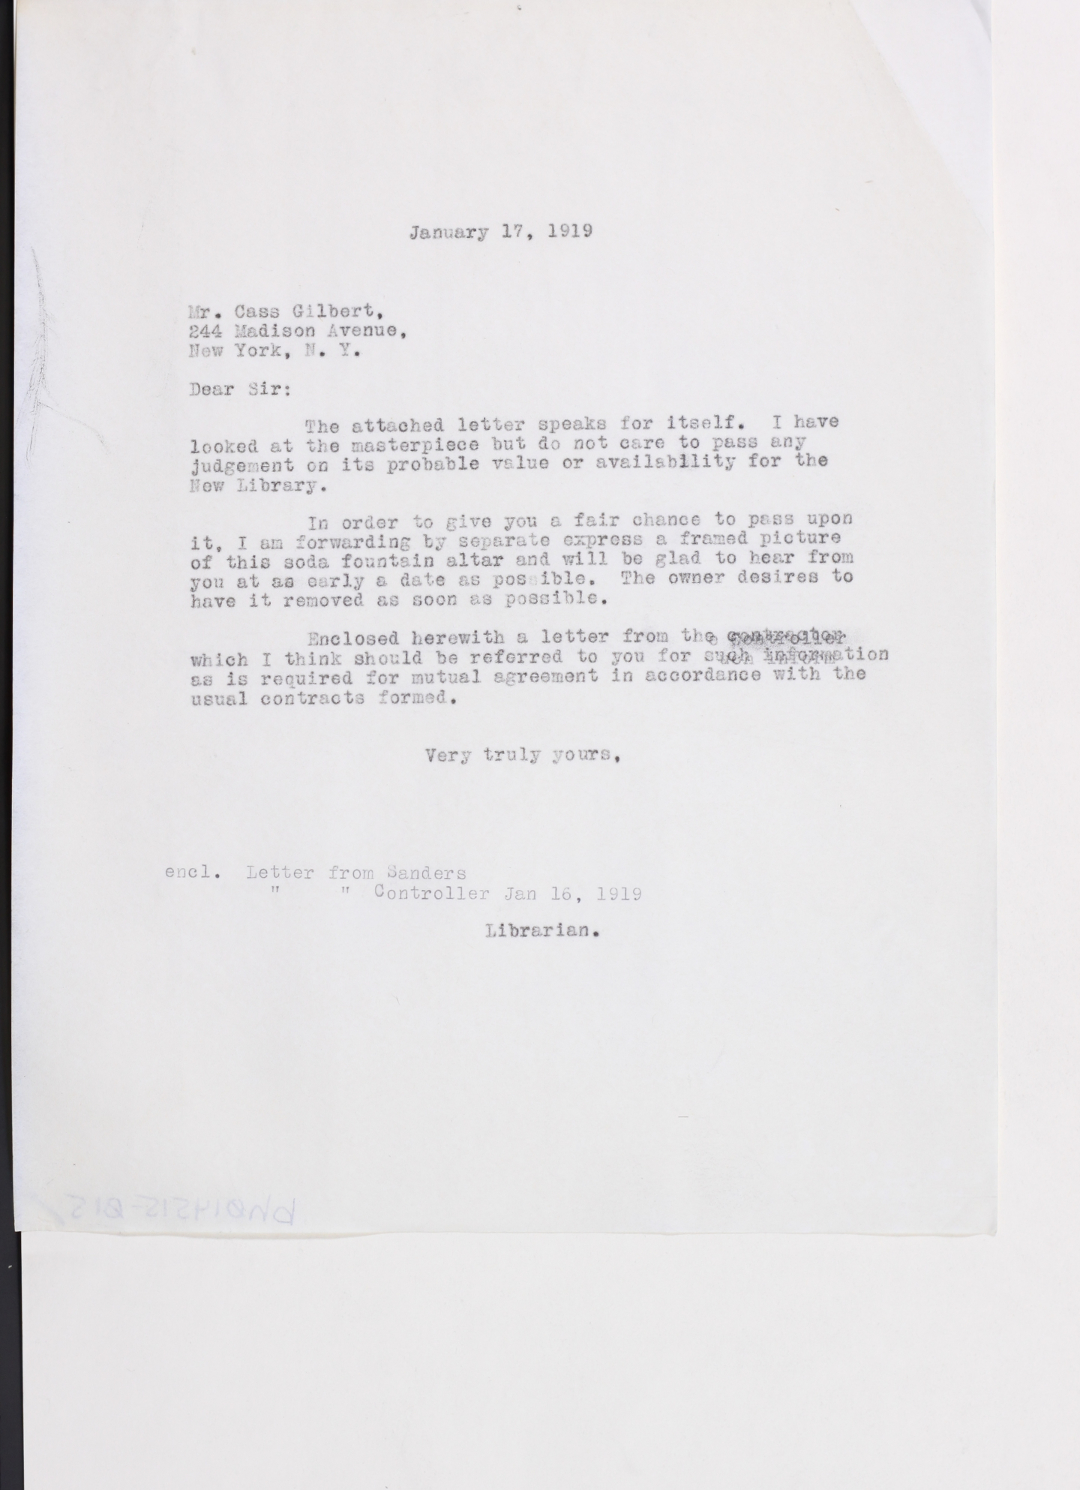 January 17, 1919
Mr. Cass Gilbert,
244 Madison Avenue,
New York, N. Y.
Dear Sir:
The attached letter speaks for itself. I have
looked at the masterpiece but do not care to pass any
judgement on its probable value or availability for the
New Library.
In order to give you a fair chance to pass upon
it, I am forwarding by separate express a framed picture
of this soda fountain altar and will be glad to hear from
you at as early a date as possible. The owner desires to
have it removed as soon as possible.
Enclosed herewith a letter from the controller
which I think should be referred to you for such information
as is required for mutual agreement in accordance with the
usual contracts formed.
Very truly yours,
encl. Letter from Sanders
" " Controller Jan 16, 1919
Librarian.